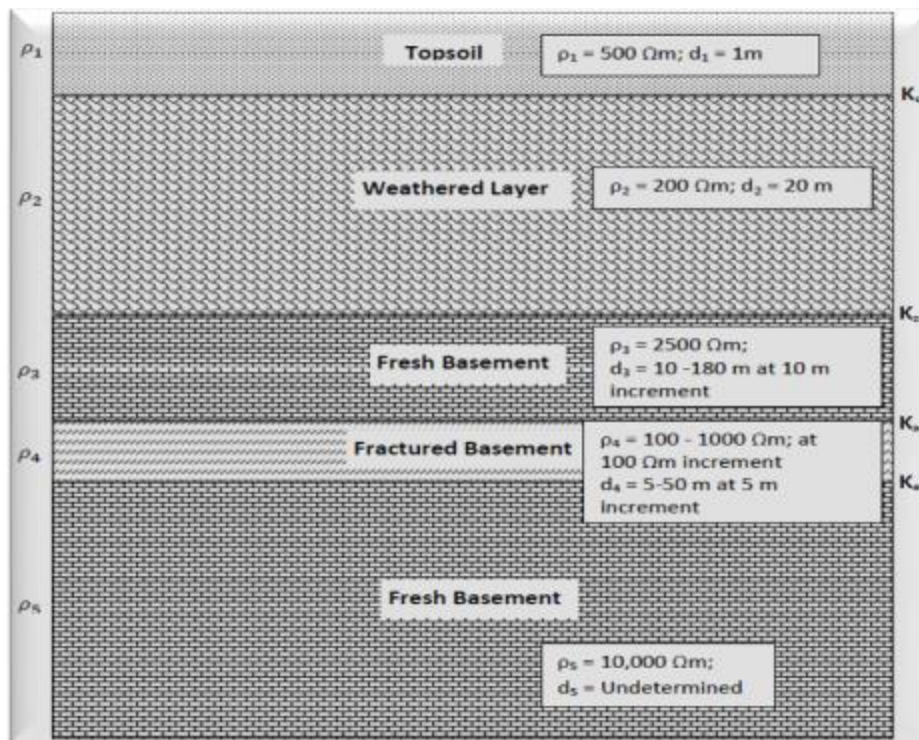 ρ₁
Topsoil
ρ₁ = 500 Ωm; d₁ = 1m
ρ₂
Weathered Layer
ρ₂ = 200 Ωm; d₂ = 20 m
ρ₃
Fresh Basement
ρ₃ = 2500 Ωm;
d₃ = 10 -180 m at 10 m
increment
ρ₄
Fractured Basement
ρ₄ = 100 - 1000 Ωm; at
100 Ωm increment
d₄ = 5-50 m at 5 m
increment
ρ₅
Fresh Basement
ρ₅ = 10,000 Ωm;
d₅ = Undetermined